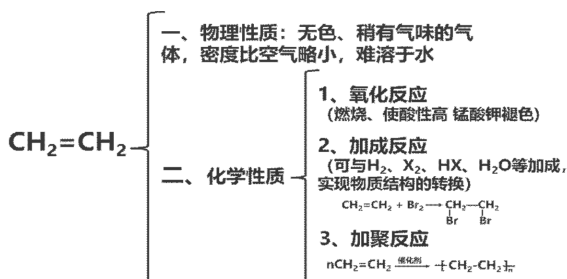 一、物理性质：无色、稍有气味的气
体，密度比空气略小，难溶于水
CH₂=CH₂
二、化学性质
1、氧化反应
（燃烧、使酸性高 锰酸钾褪色）
2、加成反应
（可与H₂、X₂、HX、H₂O等加成，
实现物质结构的转换）
CH₂=CH₂ + Br₂→CH₂—CH₂
Br Br
3、加聚反应
nCH₂=CH₂ 催化剂→ ⁅CH₂-CH₂⁆ₙ